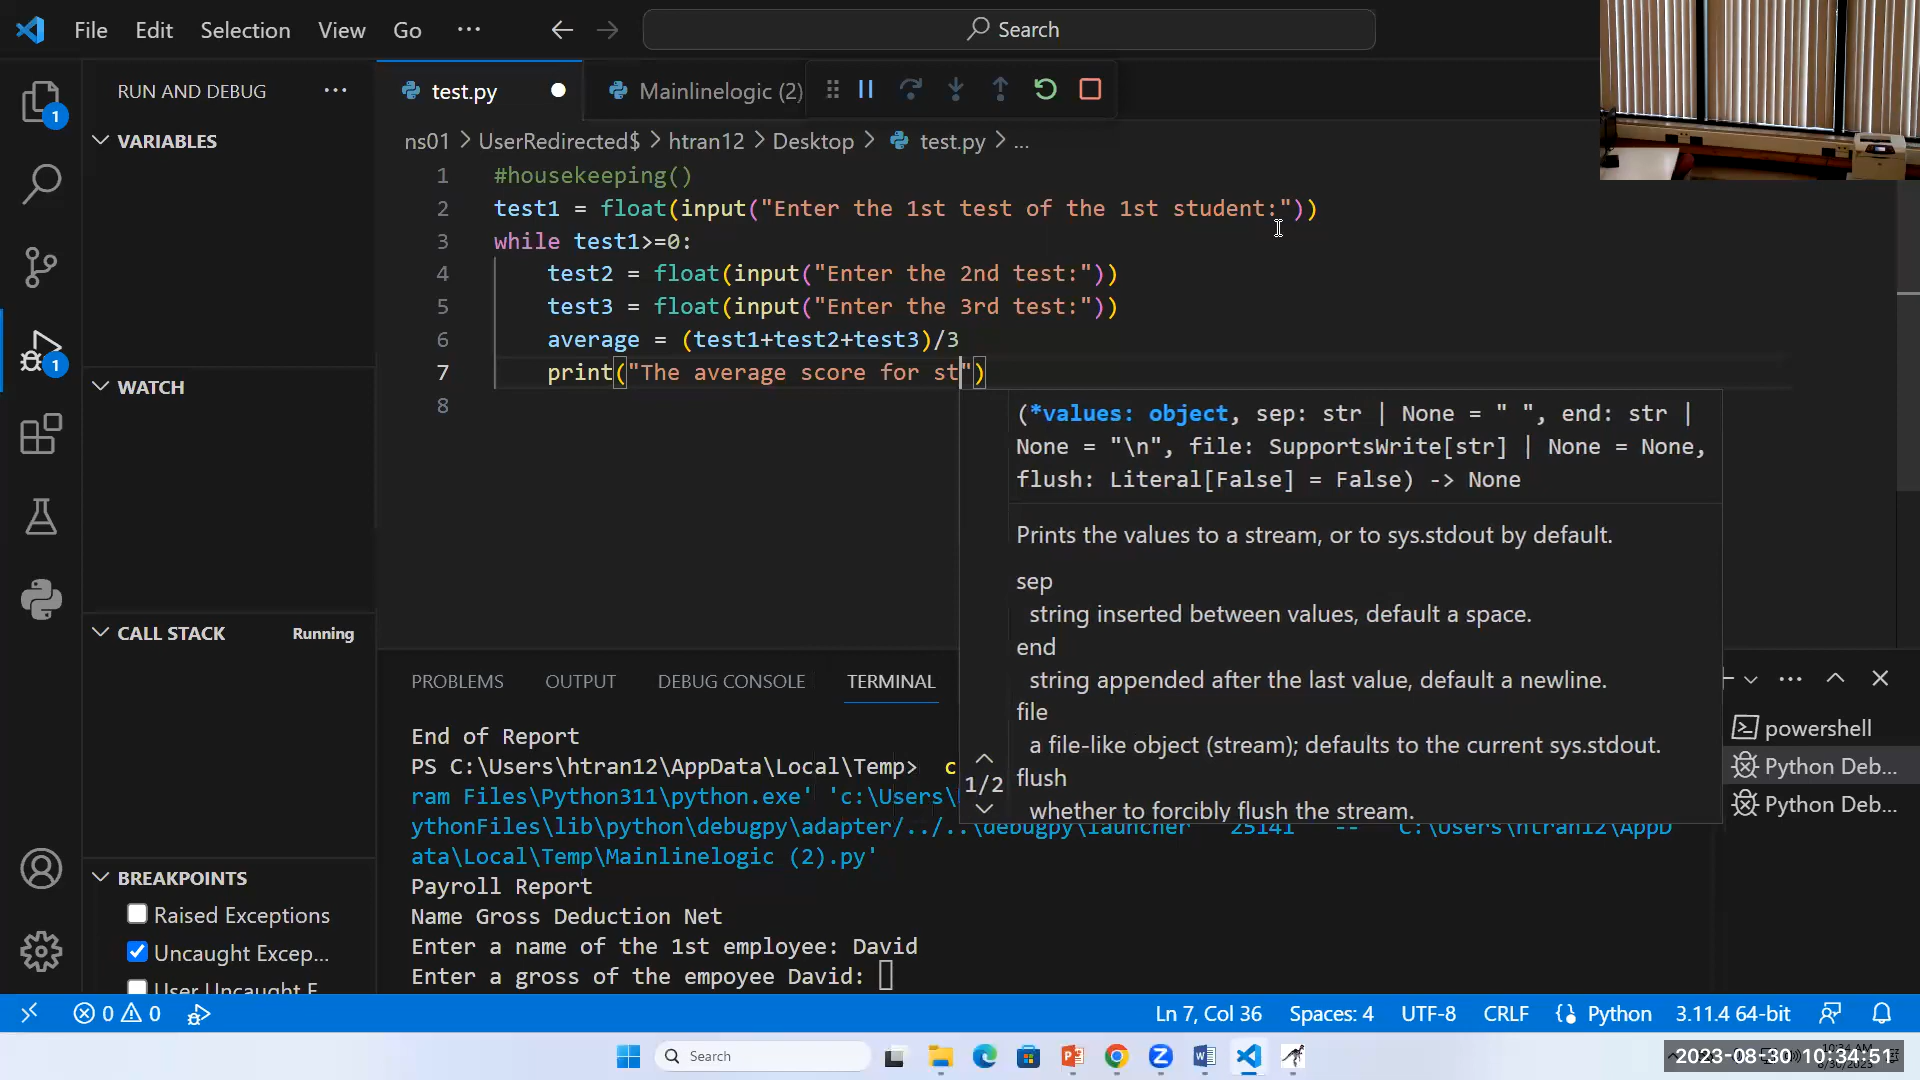 File Edit Selection View Go ··· Search
RUN AND DEBUG ···
test.py
Mainlinelogic (2)
VARIABLES
ns01 > UserRedirected$ > htran12 > Desktop > test.py > ...
1 #housekeeping()
2 test1 = float(input("Enter the 1st test of the 1st student:"))
3 while test1>=0:
4 test2 = float(input("Enter the 2nd test:"))
5 test3 = float(input("Enter the 3rd test:"))
6 average = (test1+test2+test3)/3
7 print("The average score for st")
8
(*values: object, sep: str | None = " ", end: str |
None = "\n", file: SupportsWrite[str] | None = None,
flush: Literal[False] = False) -> None
Prints the values to a stream, or to sys.stdout by default.
sep
string inserted between values, default a space.
end
string appended after the last value, default a newline.
file
a file-like object (stream); defaults to the current sys.stdout.
flush
whether to forcibly flush the stream.
1/2
1
1
WATCH
CALL STACK Running
BREAKPOINTS
Raised Exceptions
Uncaught Excep...
PROBLEMS OUTPUT DEBUG CONSOLE TERMINAL
End of Report
PS C:\Users\htran12\AppData\Local\Temp> c
ram Files\Python311\python.exe' 'c:\Users\
ythonFiles\lib\python\debugpy\adapter/../..\debugpy\launcher' '25141' '--' 'C:\Users\htran12\AppD
ata\Local\Temp\Mainlinelogic (2).py'
Payroll Report
Name Gross Deduction Net
Enter a name of the 1st employee: David
Enter a gross of the empoyee David:
powershell
Python Deb...
Python Deb...
0 0
Ln 7, Col 36 Spaces: 4 UTF-8 CRLF Python 3.11.4 64-bit
Search
2023-08-30 10:34:51